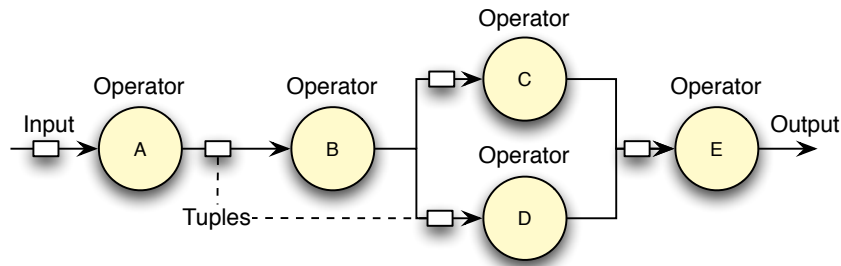 Operator
C
Operator
Operator
Operator
Input
A
B
E
Output
Operator
D
Tuples